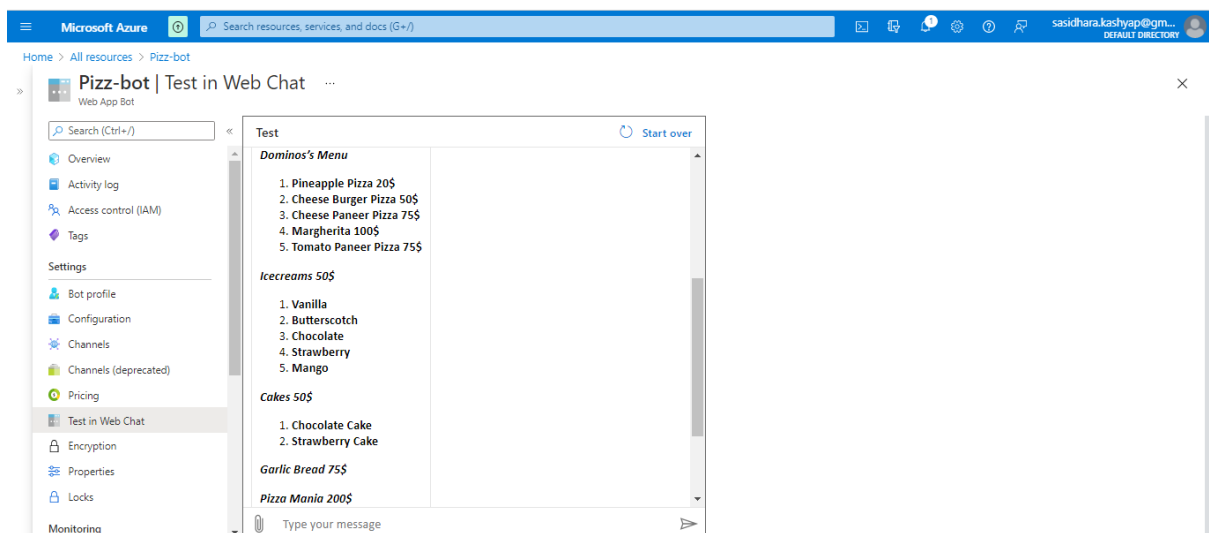 Microsoft Azure
Search resources, services, and docs (G+/)
1
sasidhara.kashyap@gm...
DEFAULT DIRECTORY
Home > All resources > Pizz-bot
Pizz-bot | Test in Web Chat ...
Web App Bot
Search (Ctrl+/)
Overview
Activity log
Access control (IAM)
Tags
Settings
Bot profile
Configuration
Channels
Channels (deprecated)
Pricing
Test in Web Chat
Encryption
Properties
Locks
Monitoring
Test
Start over
Dominos's Menu
1. Pineapple Pizza 20$
2. Cheese Burger Pizza 50$
3. Cheese Paneer Pizza 75$
4. Margherita 100$
5. Tomato Paneer Pizza 75$
Icecreams 50$
1. Vanilla
2. Butterscotch
3. Chocolate
4. Strawberry
5. Mango
Cakes 50$
1. Chocolate Cake
2. Strawberry Cake
Garlic Bread 75$
Pizza Mania 200$
Type your message